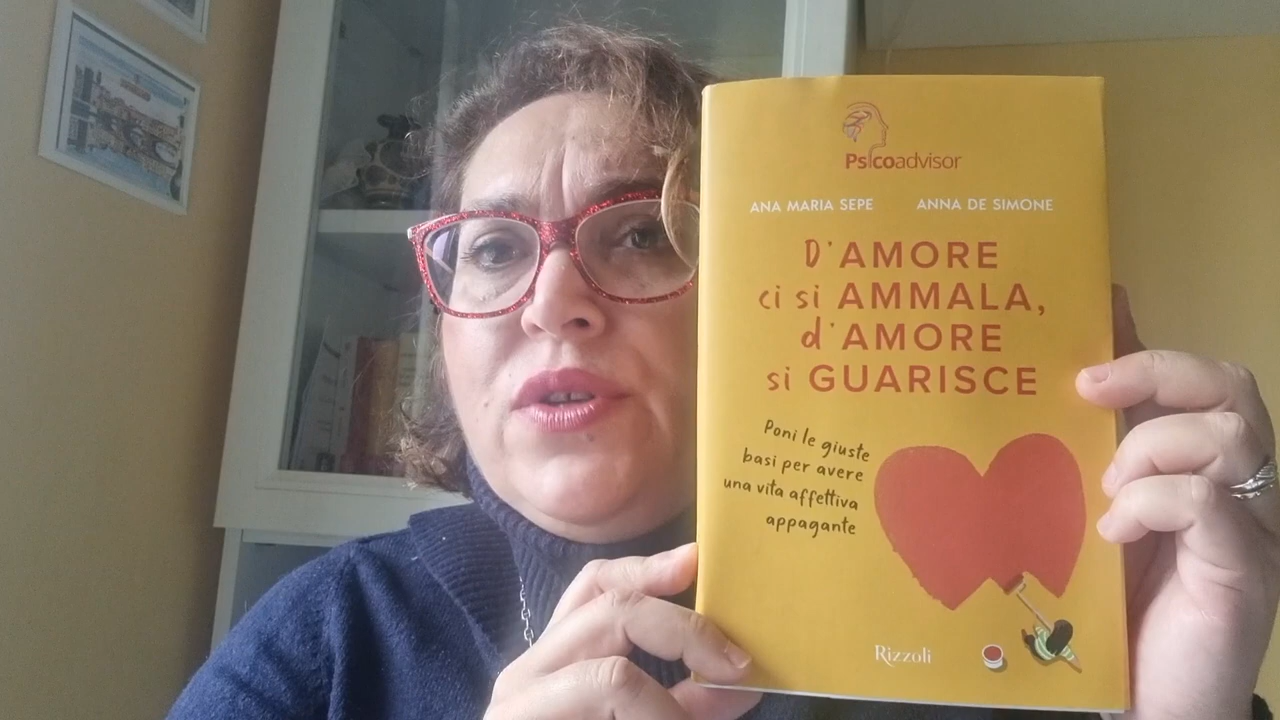 Psicoadvisor
ANA MARIA SEPE ANNA DE SIMONE
D'AMORE
ci si AMMALA,
d'AMORE
si GUARISCE
Poni le giuste
basi per avere
una vita affettiva
appagante
Rizzoli